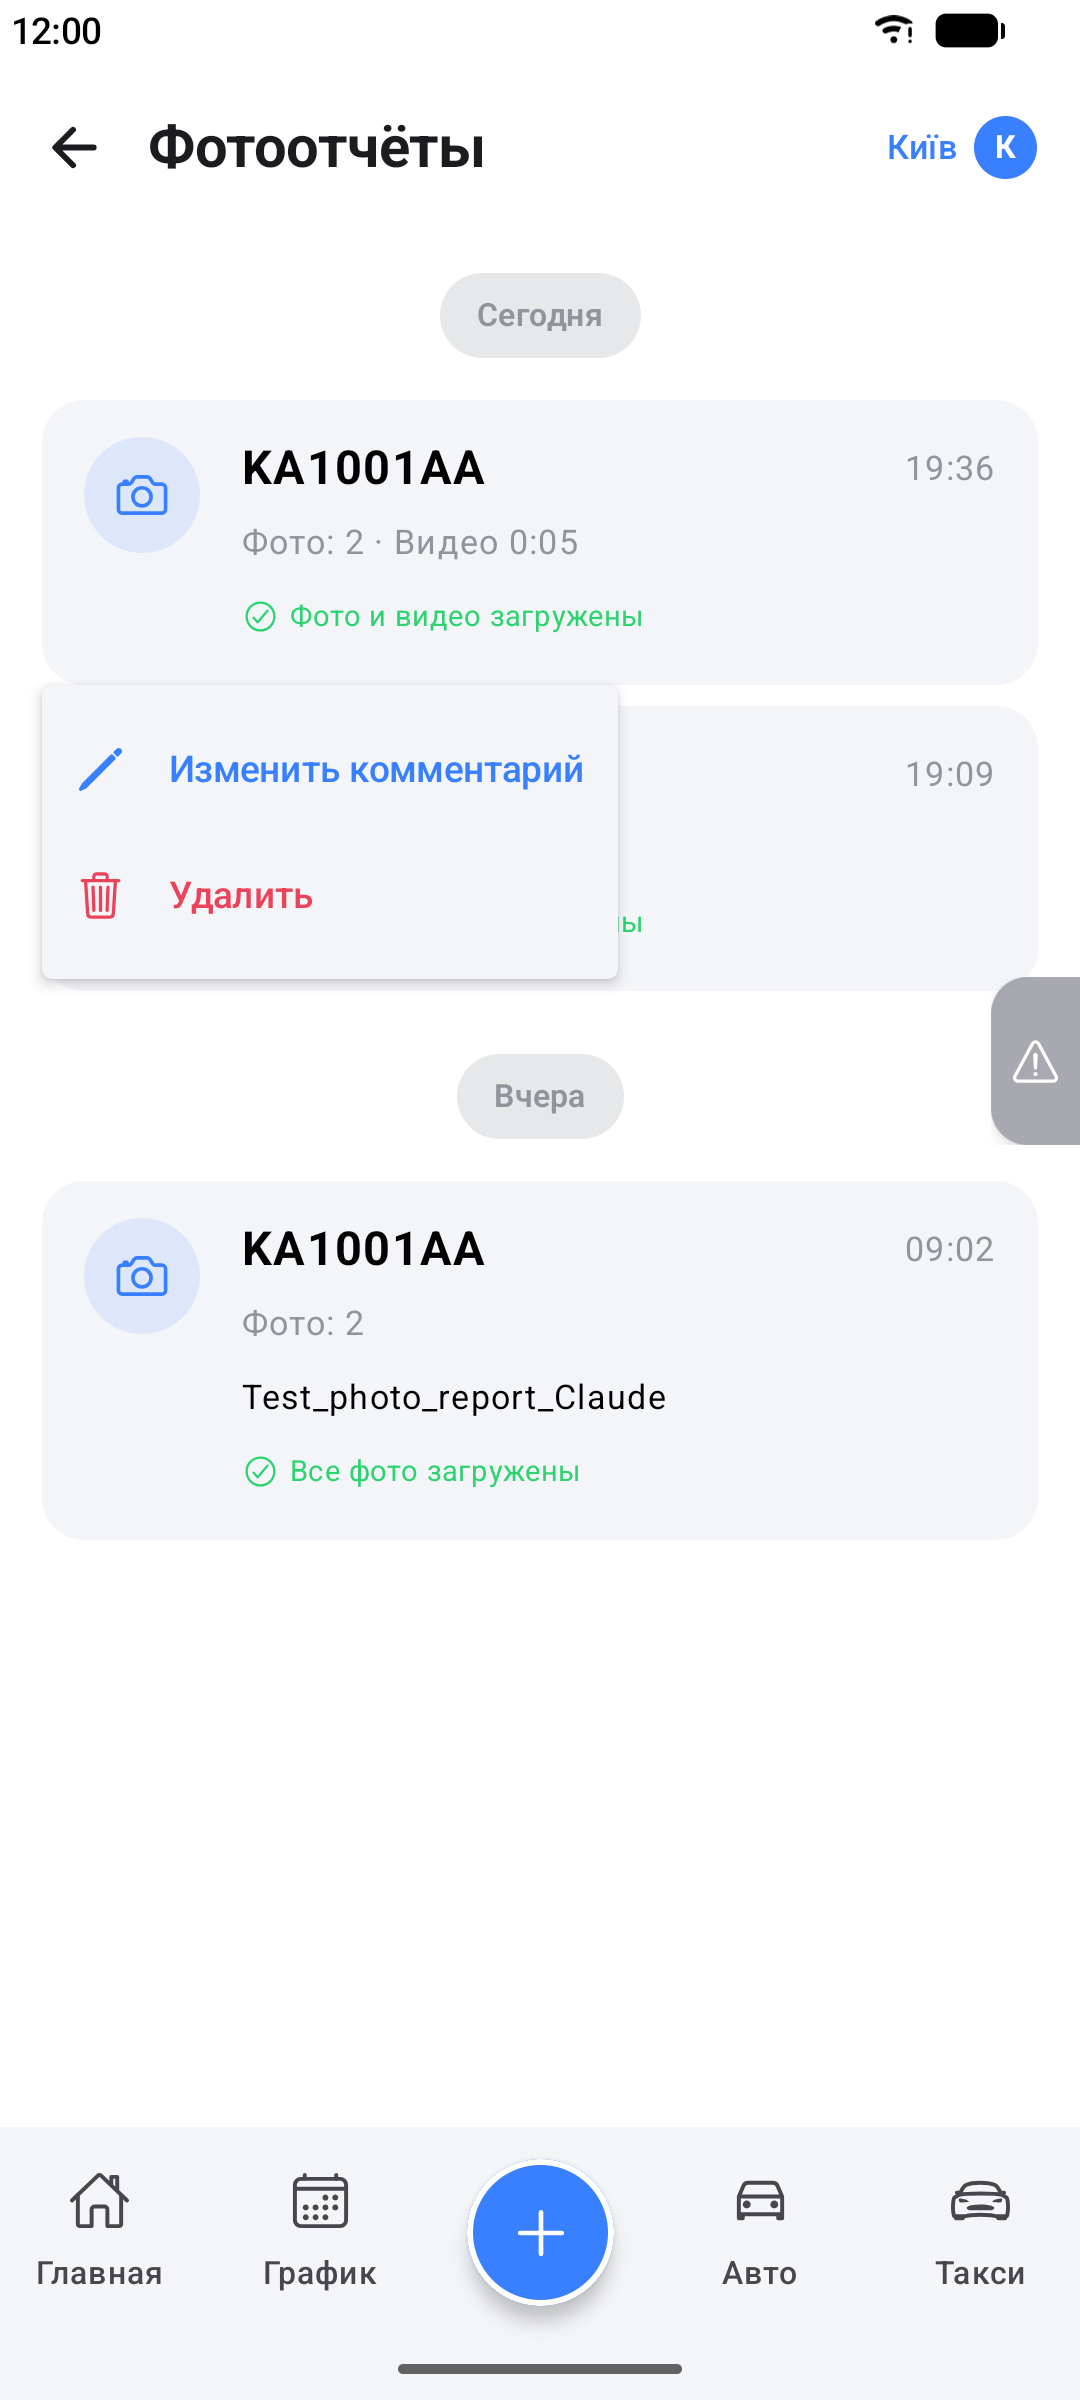 12:00
Фотоотчёты
Київ
K
Сегодня
KA1001AA
19:36
Фото: 2 · Видео 0:05
Фото и видео загружены
Изменить комментарий
19:09
Удалить
ны
Вчера
KA1001AA
09:02
Фото: 2
Test_photo_report_Claude
Все фото загружены
Главная
График
Авто
Такси